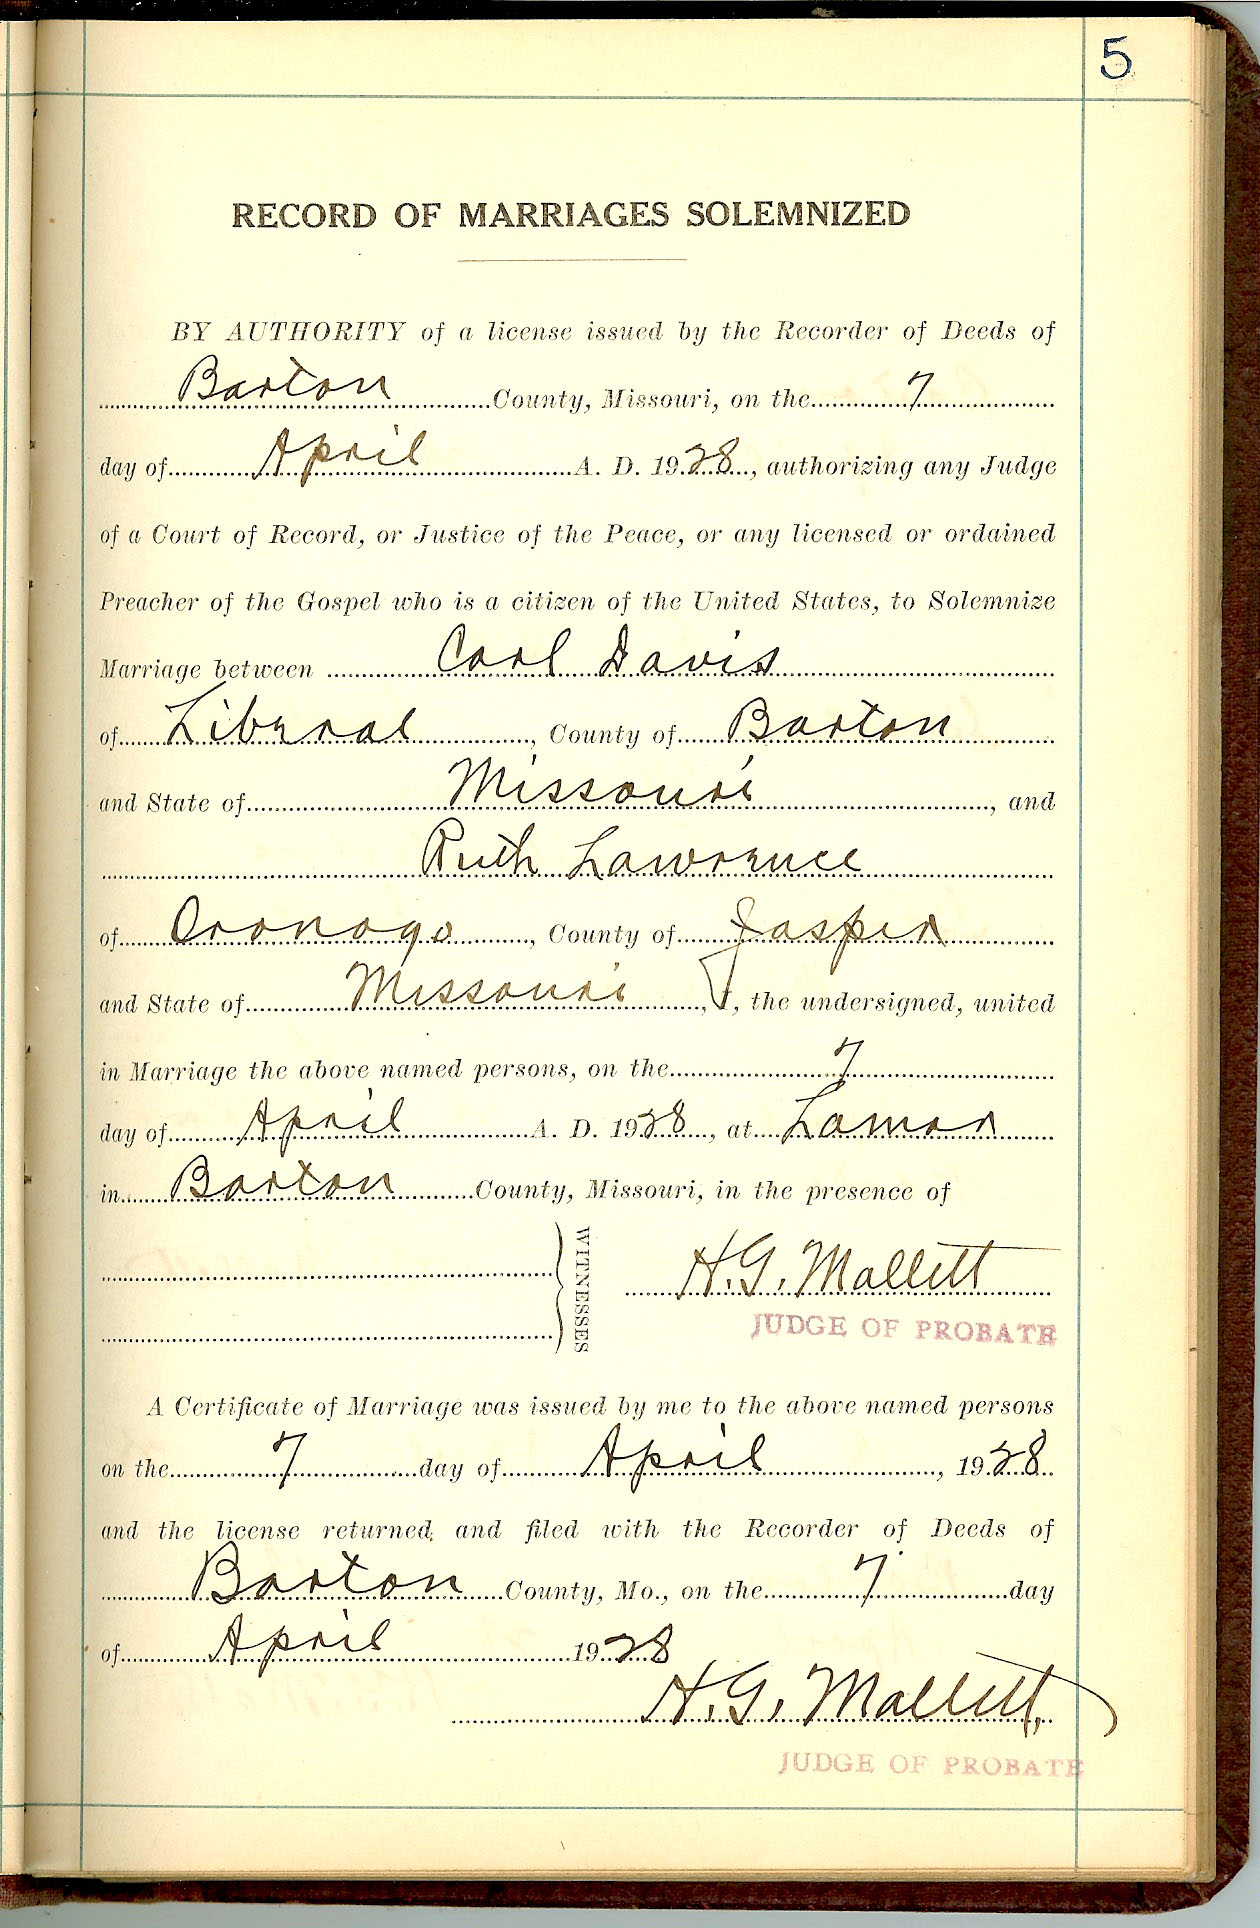 5
RECORD OF MARRIAGES SOLEMNIZED
BY AUTHORITY of a license issued by the Recorder of Deeds of
Barton County, Missouri, on the 7
day of April A. D. 1928, authorizing any Judge
of a Court of Record, or Justice of the Peace, or any licensed or ordained
Preacher of the Gospel who is a citizen of the United States, to Solemnize
Marriage between Carl Davis
of Liberal, County of Barton
and State of Missouri, and
Ruth Lawrence
of Oronogo, County of Jasper
and State of Missouri, I, the undersigned, united
in Marriage the above named persons, on the 7
day of April A. D. 1928, at Lamar
in Barton County, Missouri, in the presence of
WITNESSES
H. G. Mallett
JUDGE OF PROBATE
A Certificate of Marriage was issued by me to the above named persons
on the 7 day of April, 1928
and the license returned and filed with the Recorder of Deeds of
Barton County, Mo., on the 7 day
of April 1928
H. G. Mallett,
JUDGE OF PROBATE